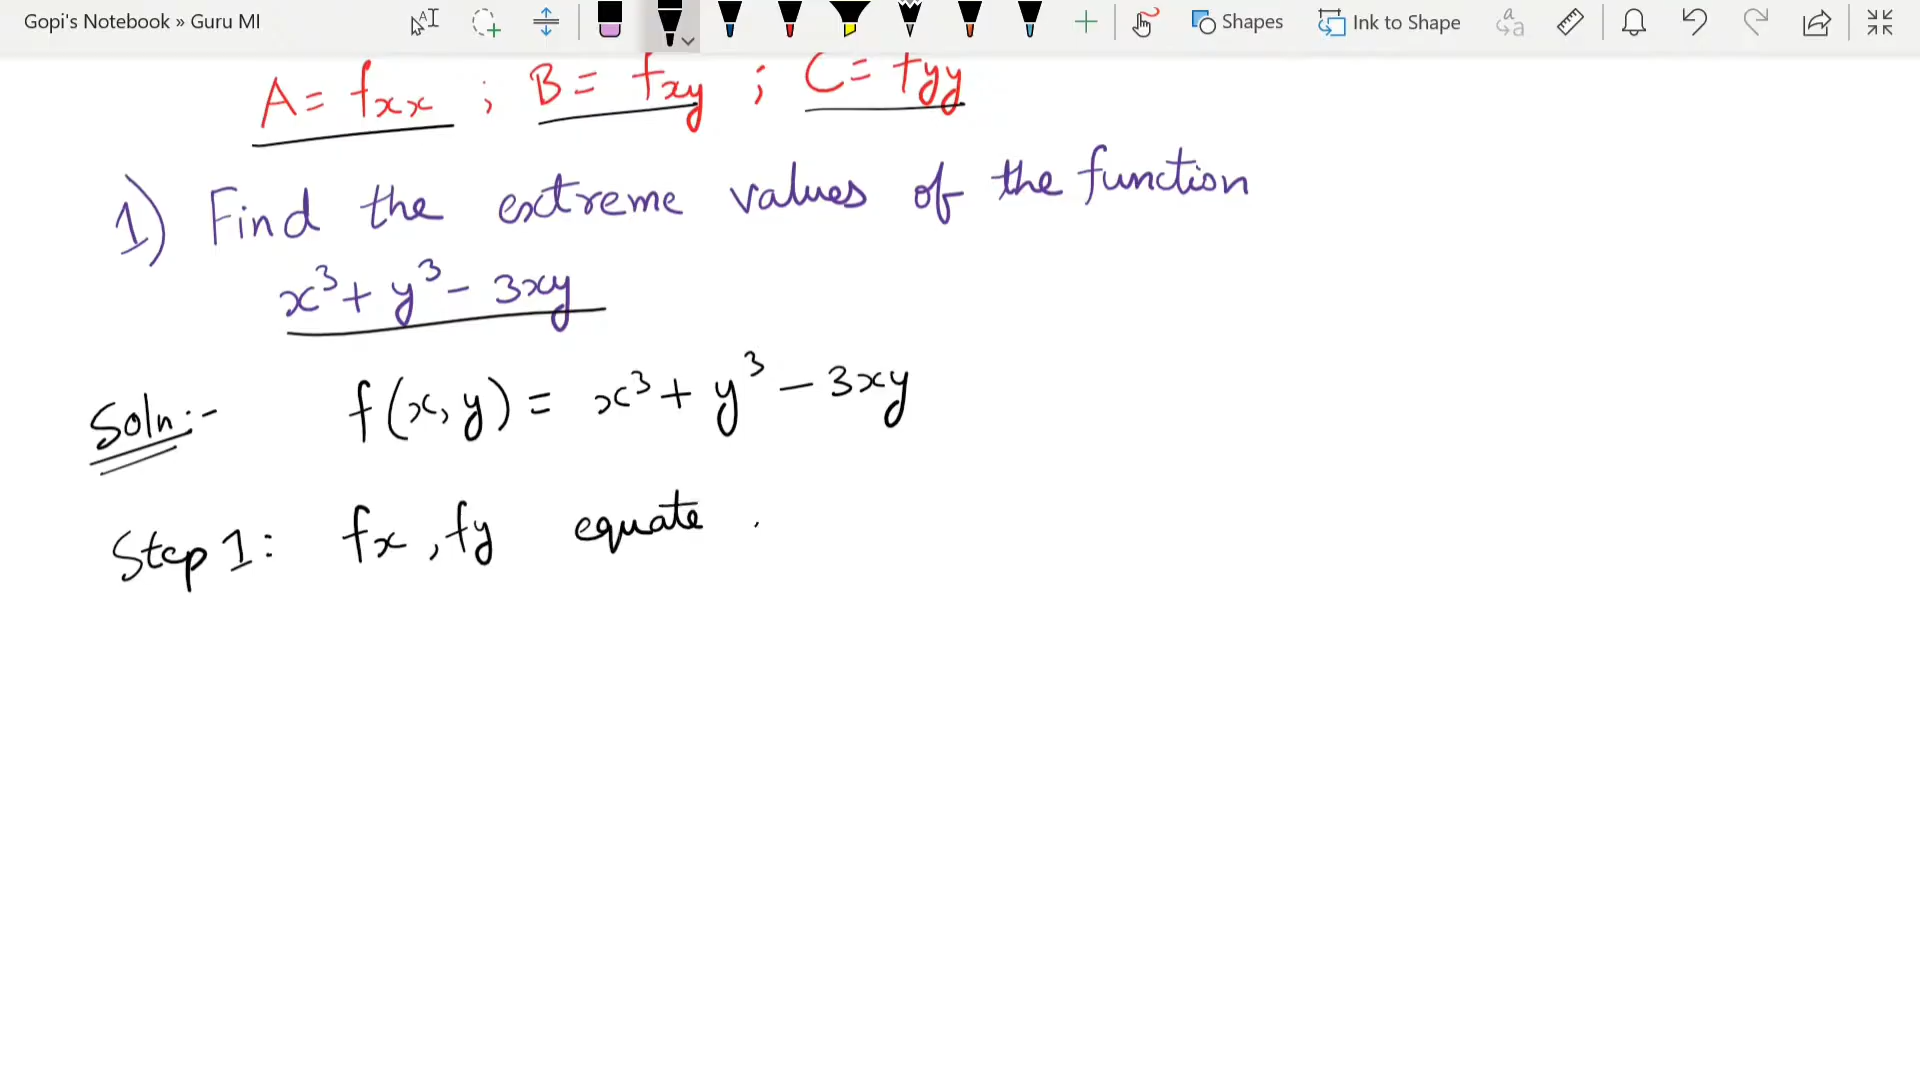 Gopi's Notebook » Guru MI Shapes Ink to Shape
A = fxx ; B = fxy ; C = fyy
1) Find the extreme values of the function
x³ + y³ - 3xy
Soln:- f(x, y) = x³ + y³ - 3xy
Step 1: fx, fy equate